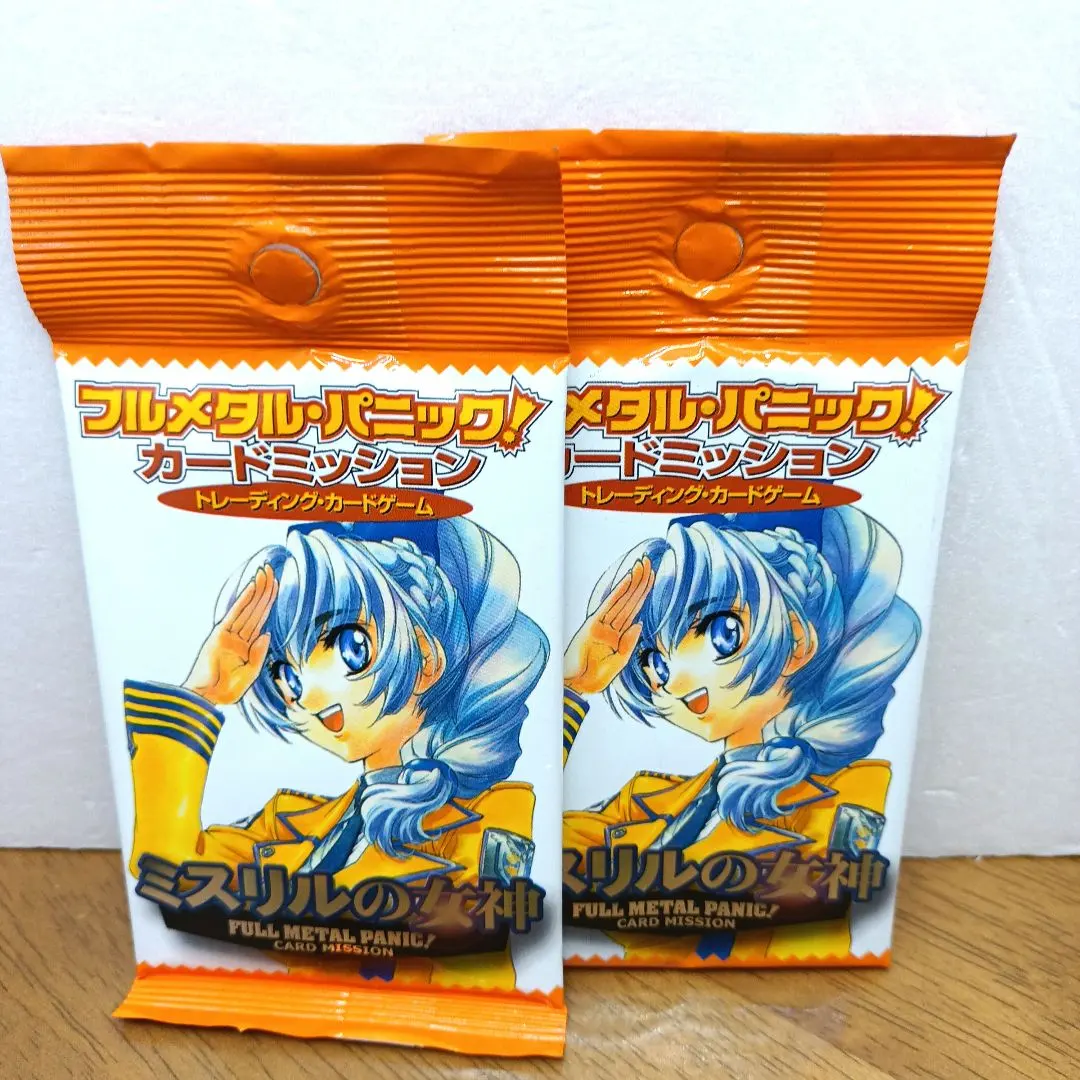 フルメタル・パニック!
カードミッション
トレーディング・カードゲーム
ミスリルの女神
FULL METAL PANIC!
CARD MISSION
メタル・パニック!
ードミッション
トレーディング・カードゲーム
スリルの女神
FULL METAL PANIC!
CARD MISSION